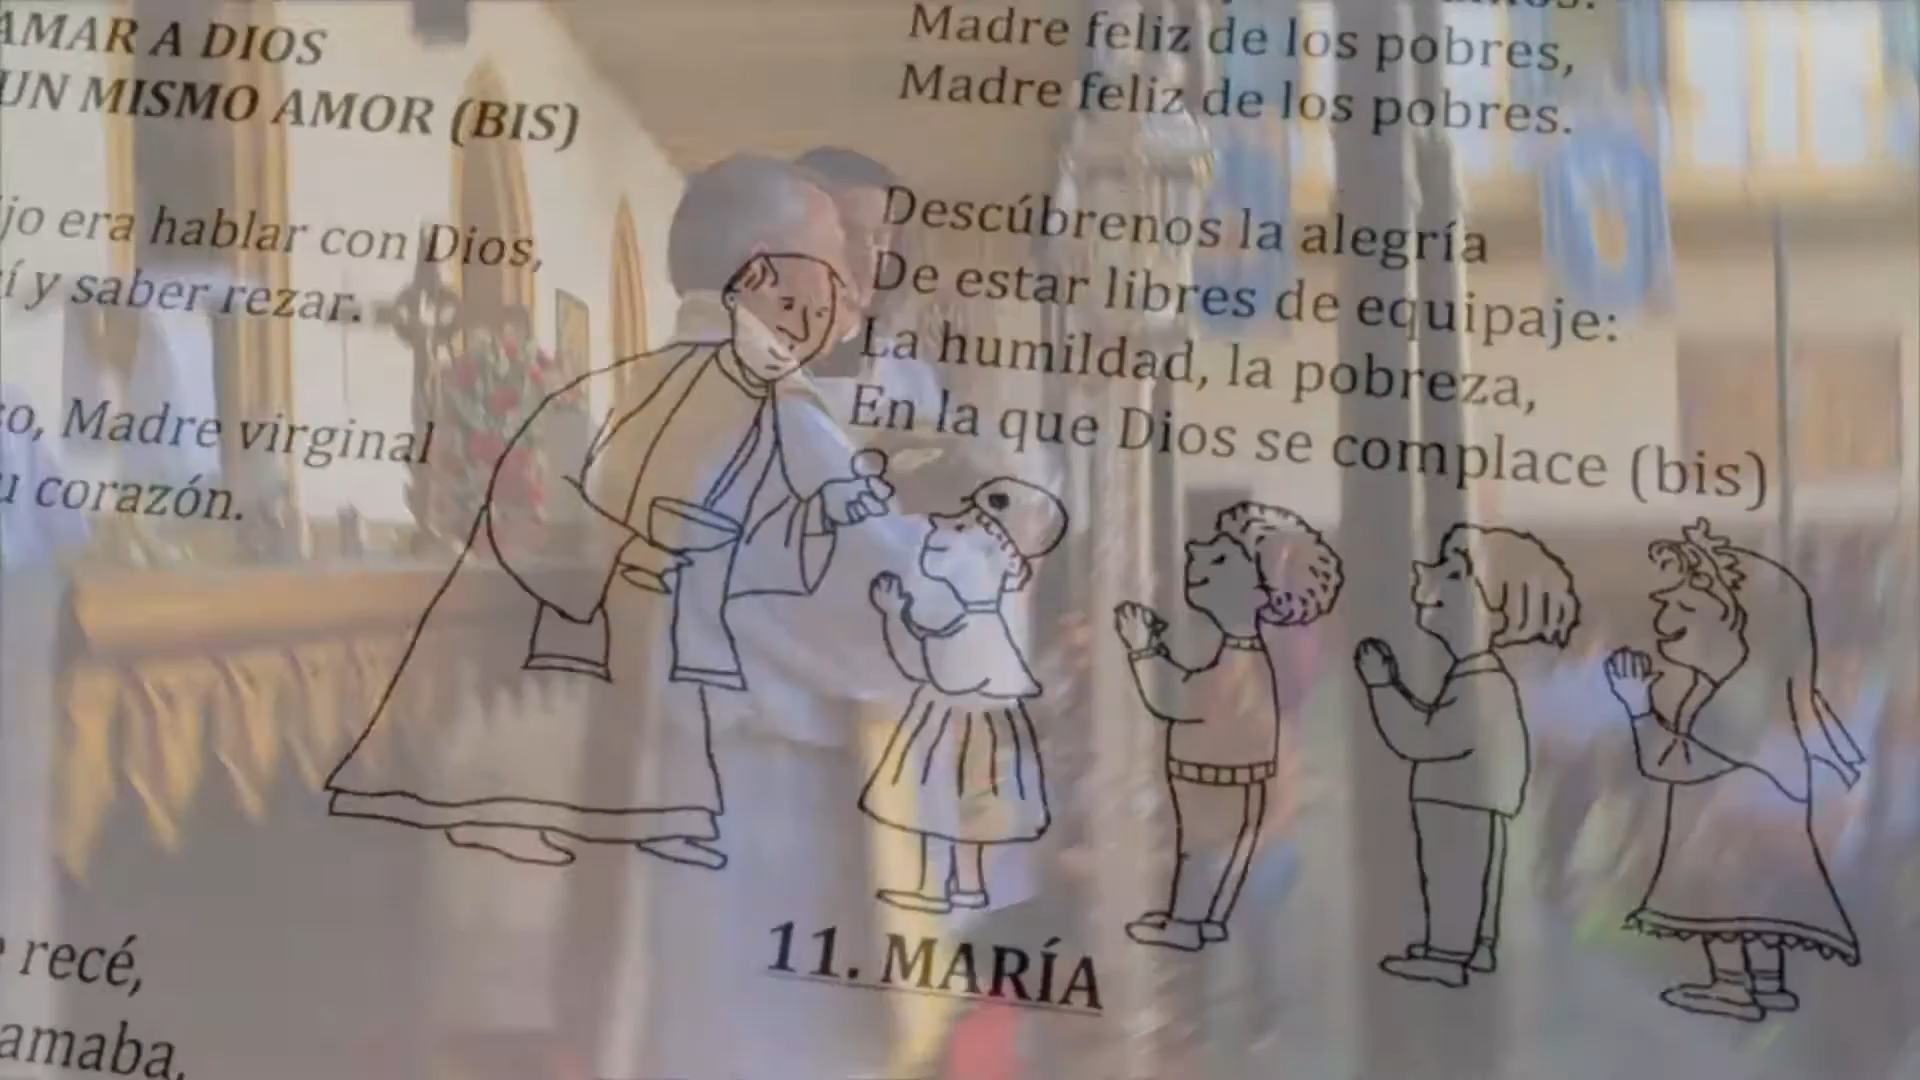 AMAR A DIOS
UN MISMO AMOR (BIS)
jo era hablar con Dios,
í y saber rezar.
o, Madre virginal
u corazón.
recé,
amaba,
Madre feliz de los pobres,
Madre feliz de los pobres.
Descúbrenos la alegría
De estar libres de equipaje:
La humildad, la pobreza,
En la que Dios se complace (bis)
11. MARÍA